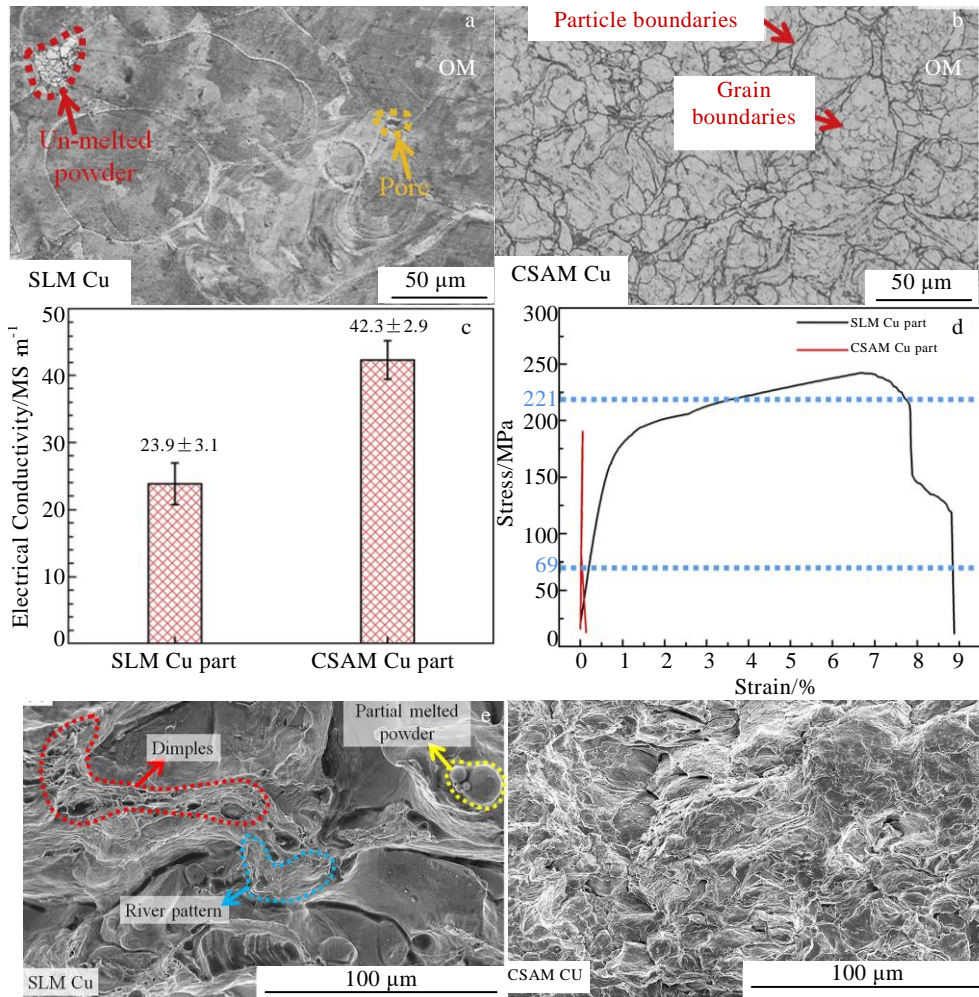 a
OM
Un-melted
powder
Pore
SLM Cu
50 μm
Particle boundaries
b
OM
Grain
boundaries
CSAM Cu
50 μm
c
Electrical Conductivity/MS m⁻¹
50
40
30
20
10
0
23.9±3.1
42.3±2.9
SLM Cu part
CSAM Cu part
d
Stress/MPa
300
250
221
200
150
100
69
50
0
SLM Cu part
CSAM Cu part
0 1 2 3 4 5 6 7 8 9
Strain/%
e
Dimples
Partial melted
powder
River pattern
SLM Cu
100 μm
CSAM CU
100 μm